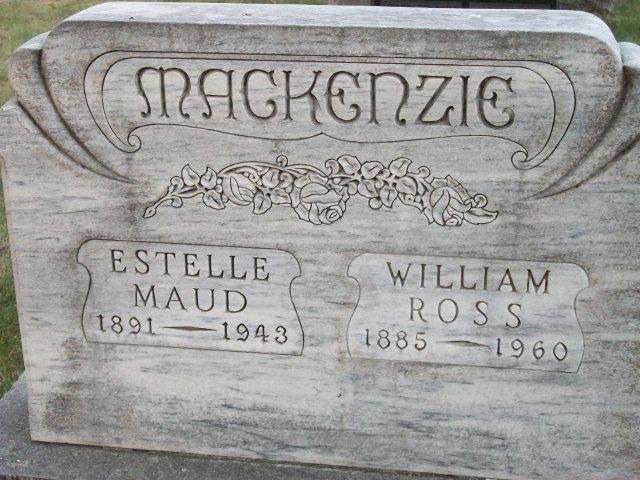 MACKENZIE
ESTELLE
MAUD
1891 — 1943
WILLIAM
ROSS
1885 — 1960